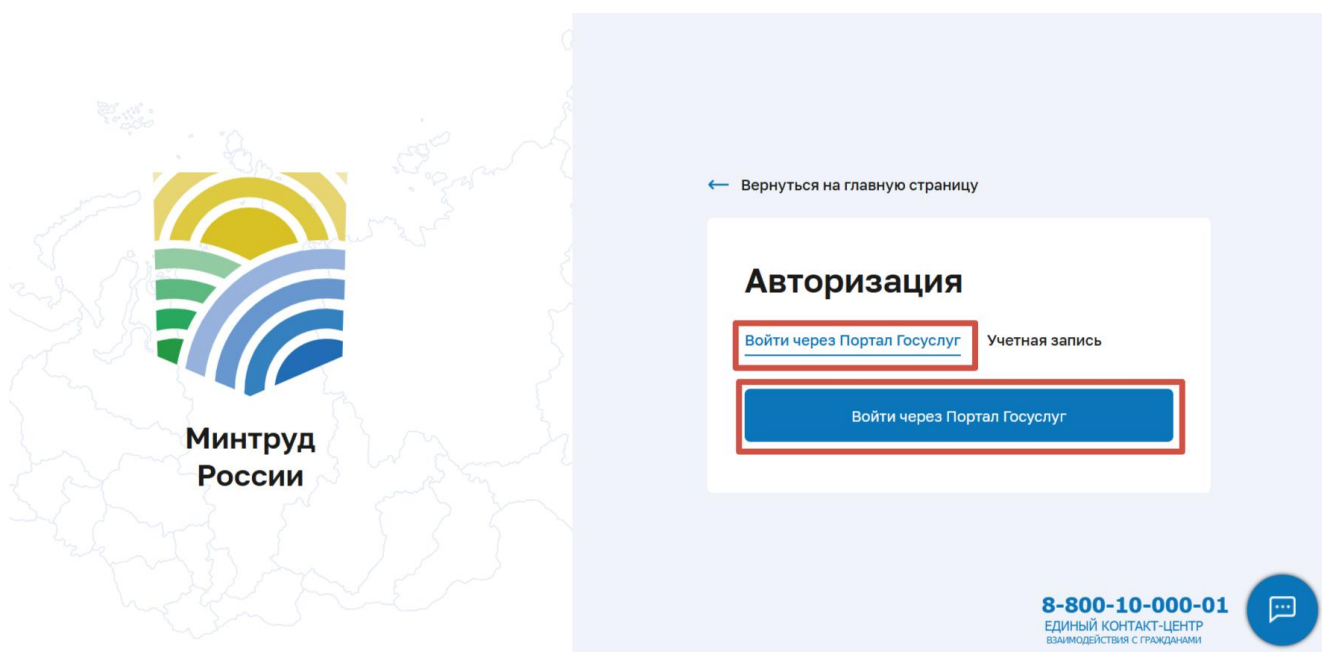 Минтруд
России
← Вернуться на главную страницу
Авторизация
Войти через Портал Госуслуг Учетная запись
Войти через Портал Госуслуг
8-800-10-000-01
ЕДИНЫЙ КОНТАКТ-ЦЕНТР
ВЗАИМОДЕЙСТВИЯ С ГРАЖДАНАМИ